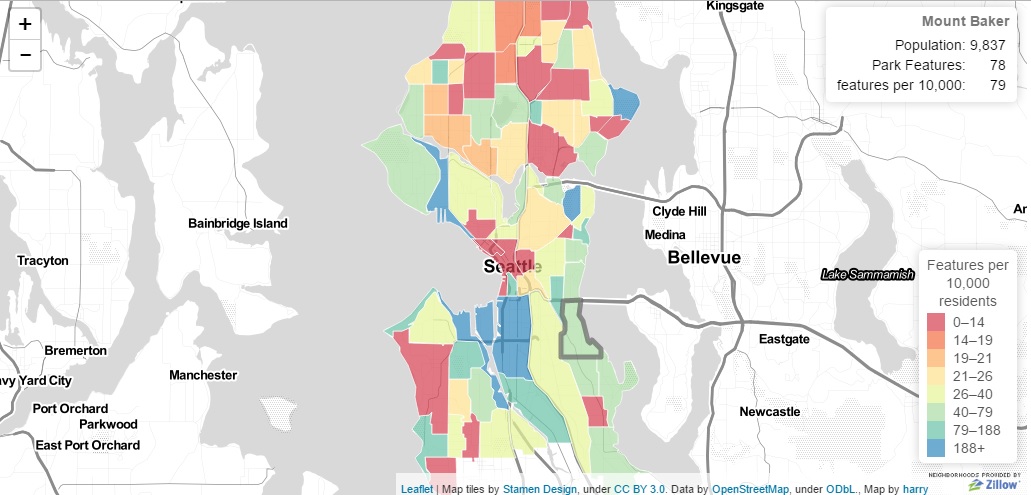 +
−
Kingsgate
Mount Baker
Population: 9,837
Park Features: 78
features per 10,000: 79
Bainbridge Island
Clyde Hill
Medina
Bellevue
Tracyton
Seattle
Lake Sammamish
Features per
10,000
residents
0–14
14–19
19–21
21–26
26–40
40–79
79–188
188+
Eastgate
Bremerton
avy Yard City
Manchester
Port Orchard
Parkwood
East Port Orchard
Newcastle
NEIGHBORHOODS PROVIDED BY
Zillow
Leaflet | Map tiles by Stamen Design, under CC BY 3.0. Data by OpenStreetMap, under ODbL., Map by harry